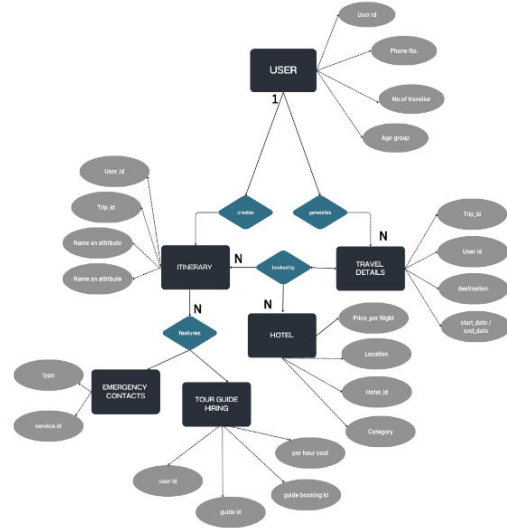 User id
Phone No.
USER
No.of traveller
1
Age group
User_id
Trip_id
creates
generates
Trip_id
Name an attribute
N
User id
ITINERARY
N
booked by
TRAVEL
DETAILS
Name an attribute
destination
N
N
Price_per Night
start_date /
end_date
features
HOTEL
Location
type
EMERGENCY
CONTACTS
TOUR GUIDE
HIRING
Hotel_id
service id
Category
per hour cost
user id
guide booking id
guide id